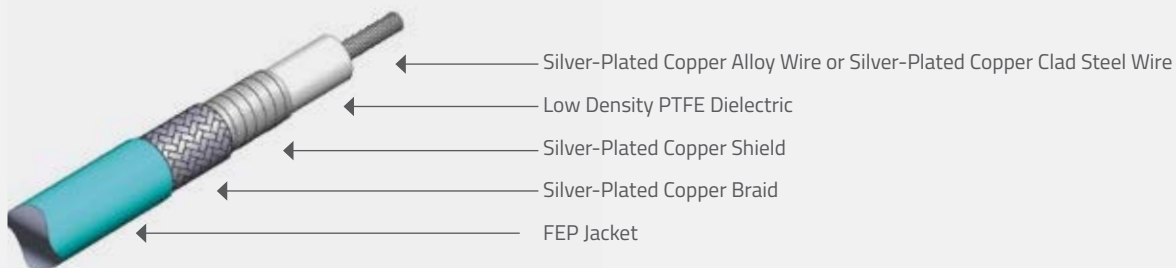 Silver-Plated Copper Alloy Wire or Silver-Plated Copper Clad Steel Wire
Low Density PTFE Dielectric
Silver-Plated Copper Shield
Silver-Plated Copper Braid
FEP Jacket